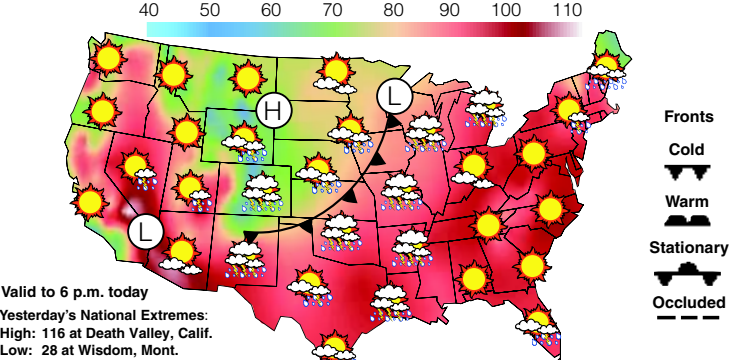 40 50 60 70 80 90 100 110
H
L
L
Fronts
Cold
Warm
Stationary
Occluded
Valid to 6 p.m. today
Yesterday's National Extremes:
High: 116 at Death Valley, Calif.
Low: 28 at Wisdom, Mont.